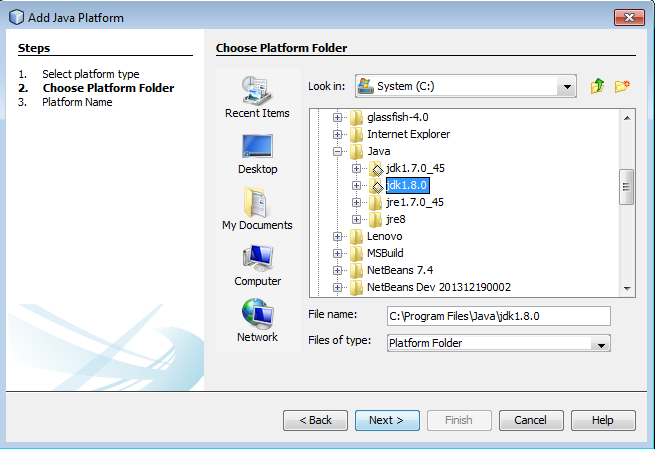 Add Java Platform
Steps
1. Select platform type
2. Choose Platform Folder
3. Platform Name
Choose Platform Folder
Look in: System (C:)
Recent Items
Desktop
My Documents
Computer
Network
glassfish-4.0
Internet Explorer
Java
jdk1.7.0_45
jdk1.8.0
jre1.7.0_45
jre8
Lenovo
MSBuild
NetBeans 7.4
NetBeans Dev 201312190002
File name: C:\Program Files\Java\jdk1.8.0
Files of type: Platform Folder
< Back Next > Finish Cancel Help